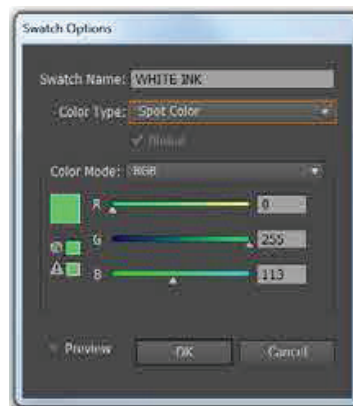 Swatch Options
Swatch Name: WHITE INK
Color Type: Spot Color
Global
Color Mode: RGB
R 0
G 255
B 113
Preview OK Cancel